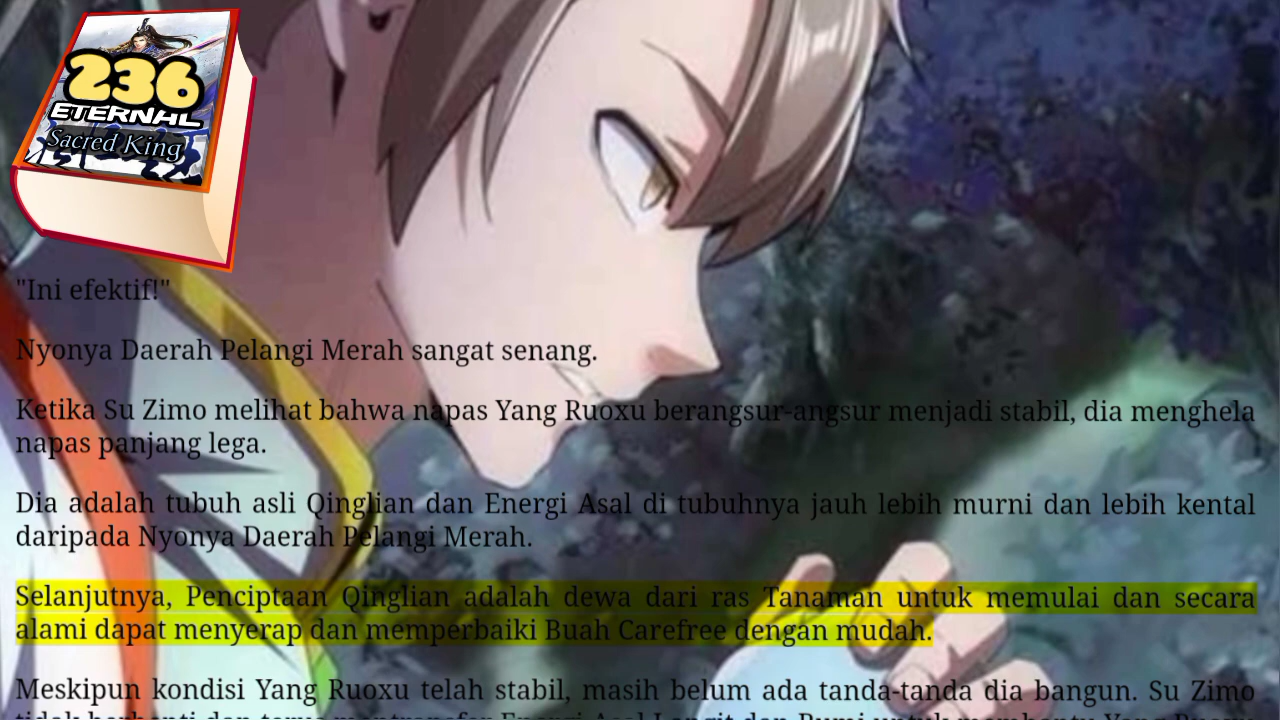 236
ETERNAL
Sacred King
"Ini efektif!"
Nyonya Daerah Pelangi Merah sangat senang.
Ketika Su Zimo melihat bahwa napas Yang Ruoxu berangsur-angsur menjadi stabil, dia menghela
napas panjang lega.
Dia adalah tubuh asli Qinglian dan Energi Asal di tubuhnya jauh lebih murni dan lebih kental
daripada Nyonya Daerah Pelangi Merah.
Selanjutnya, Penciptaan Qinglian adalah dewa dari ras Tanaman untuk memulai dan secara
alami dapat menyerap dan memperbaiki Buah Carefree dengan mudah.
Meskipun kondisi Yang Ruoxu telah stabil, masih belum ada tanda-tanda dia bangun. Su Zimo